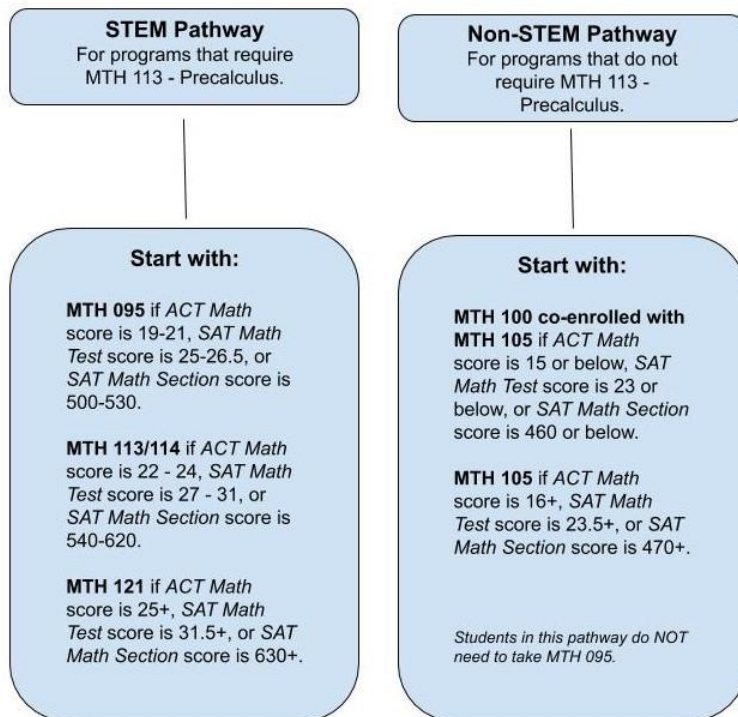 STEM Pathway
For programs that require
MTH 113 - Precalculus.
Start with:
MTH 095 if ACT Math
score is 19-21, SAT Math
Test score is 25-26.5, or
SAT Math Section score is
500-530.
MTH 113/114 if ACT Math
score is 22 - 24, SAT Math
Test score is 27 - 31, or
SAT Math Section score is
540-620.
MTH 121 if ACT Math
score is 25+, SAT Math
Test score is 31.5+, or SAT
Math Section score is 630+.
Non-STEM Pathway
For programs that do not
require MTH 113 -
Precalculus.
Start with:
MTH 100 co-enrolled with
MTH 105 if ACT Math
score is 15 or below, SAT
Math Test score is 23 or
below, or SAT Math Section
score is 460 or below.
MTH 105 if ACT Math
score is 16+, SAT Math
Test score is 23.5+, or SAT
Math Section score is 470+.
Students in this pathway do NOT
need to take MTH 095.